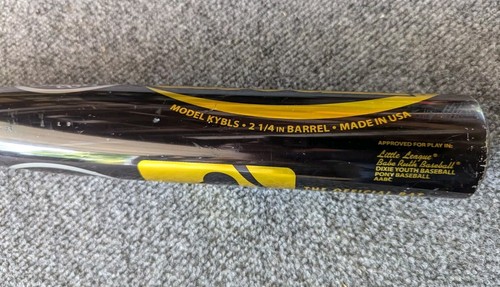 MODEL KYBLS • 2 1/4 IN BARREL • MADE IN USA
APPROVED FOR PLAY IN:
Little League®
Babe Ruth Baseball®
DIXIE YOUTH BASEBALL
PONY BASEBALL
AABC